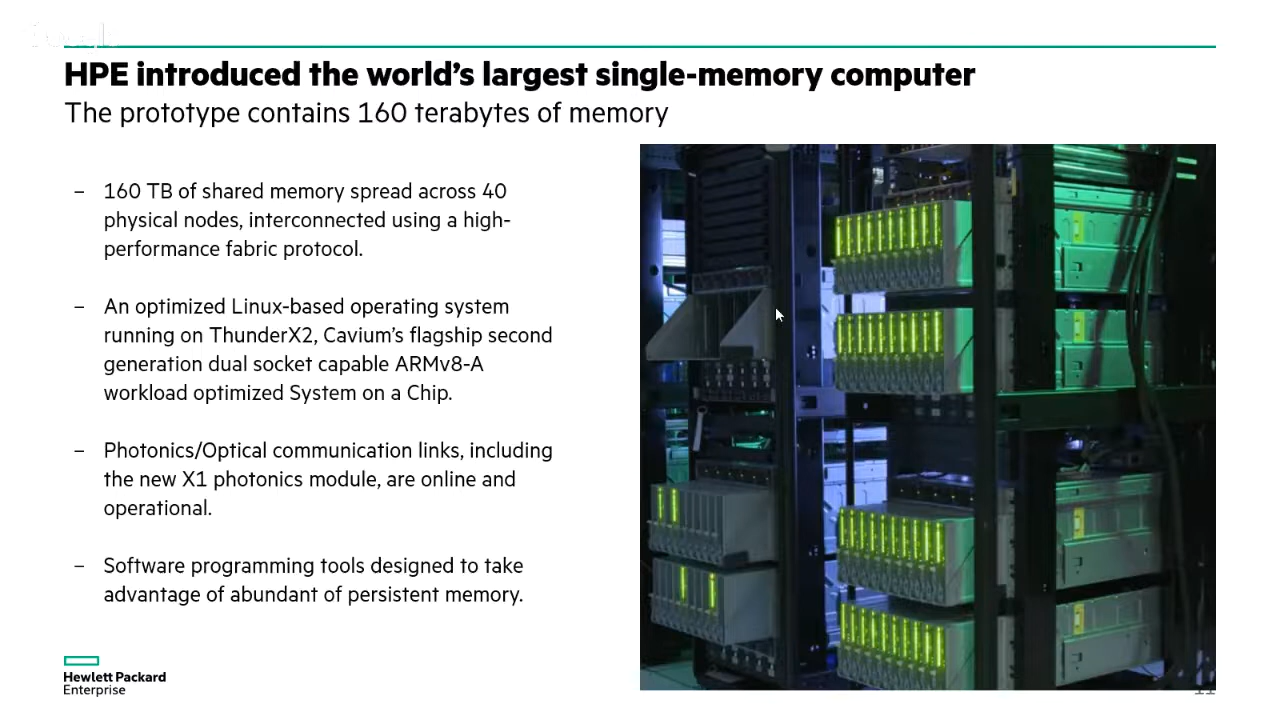 HPE introduced the world's largest single-memory computer
The prototype contains 160 terabytes of memory
– 160 TB of shared memory spread across 40
physical nodes, interconnected using a high-
performance fabric protocol.
– An optimized Linux-based operating system
running on ThunderX2, Cavium's flagship second
generation dual socket capable ARMv8-A
workload optimized System on a Chip.
– Photonics/Optical communication links, including
the new X1 photonics module, are online and
operational.
– Software programming tools designed to take
advantage of abundant of persistent memory.
Hewlett Packard
Enterprise